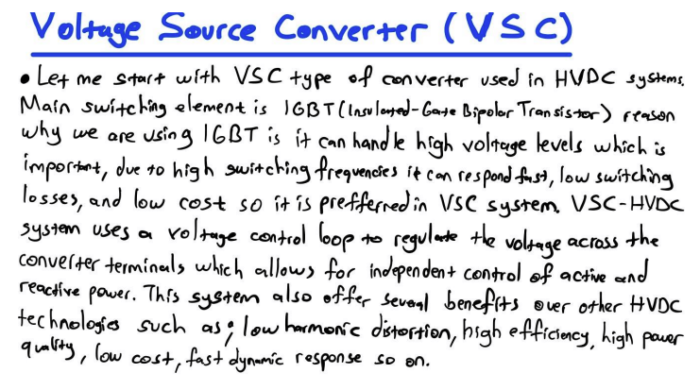 Voltage Source Converter (VSC)
• Let me start with VSC type of converter used in HVDC systems.
Main switching element is IGBT (Insulated-Gate Bipolar Transistor) reason
why we are using IGBT is it can handle high voltage levels which is
important, due to high switching frequencies it can respond fast, low switching
losses, and low cost so it is preffered in VSC system. VSC-HVDC
system uses a voltage control loop to regulate the voltage across the
converter terminals which allows for independent control of active and
reactive power. This system also offer several benefits over other HVDC
technologies such as; low harmonic distortion, high efficiency, high power
quality, low cost, fast dynamic response so on.